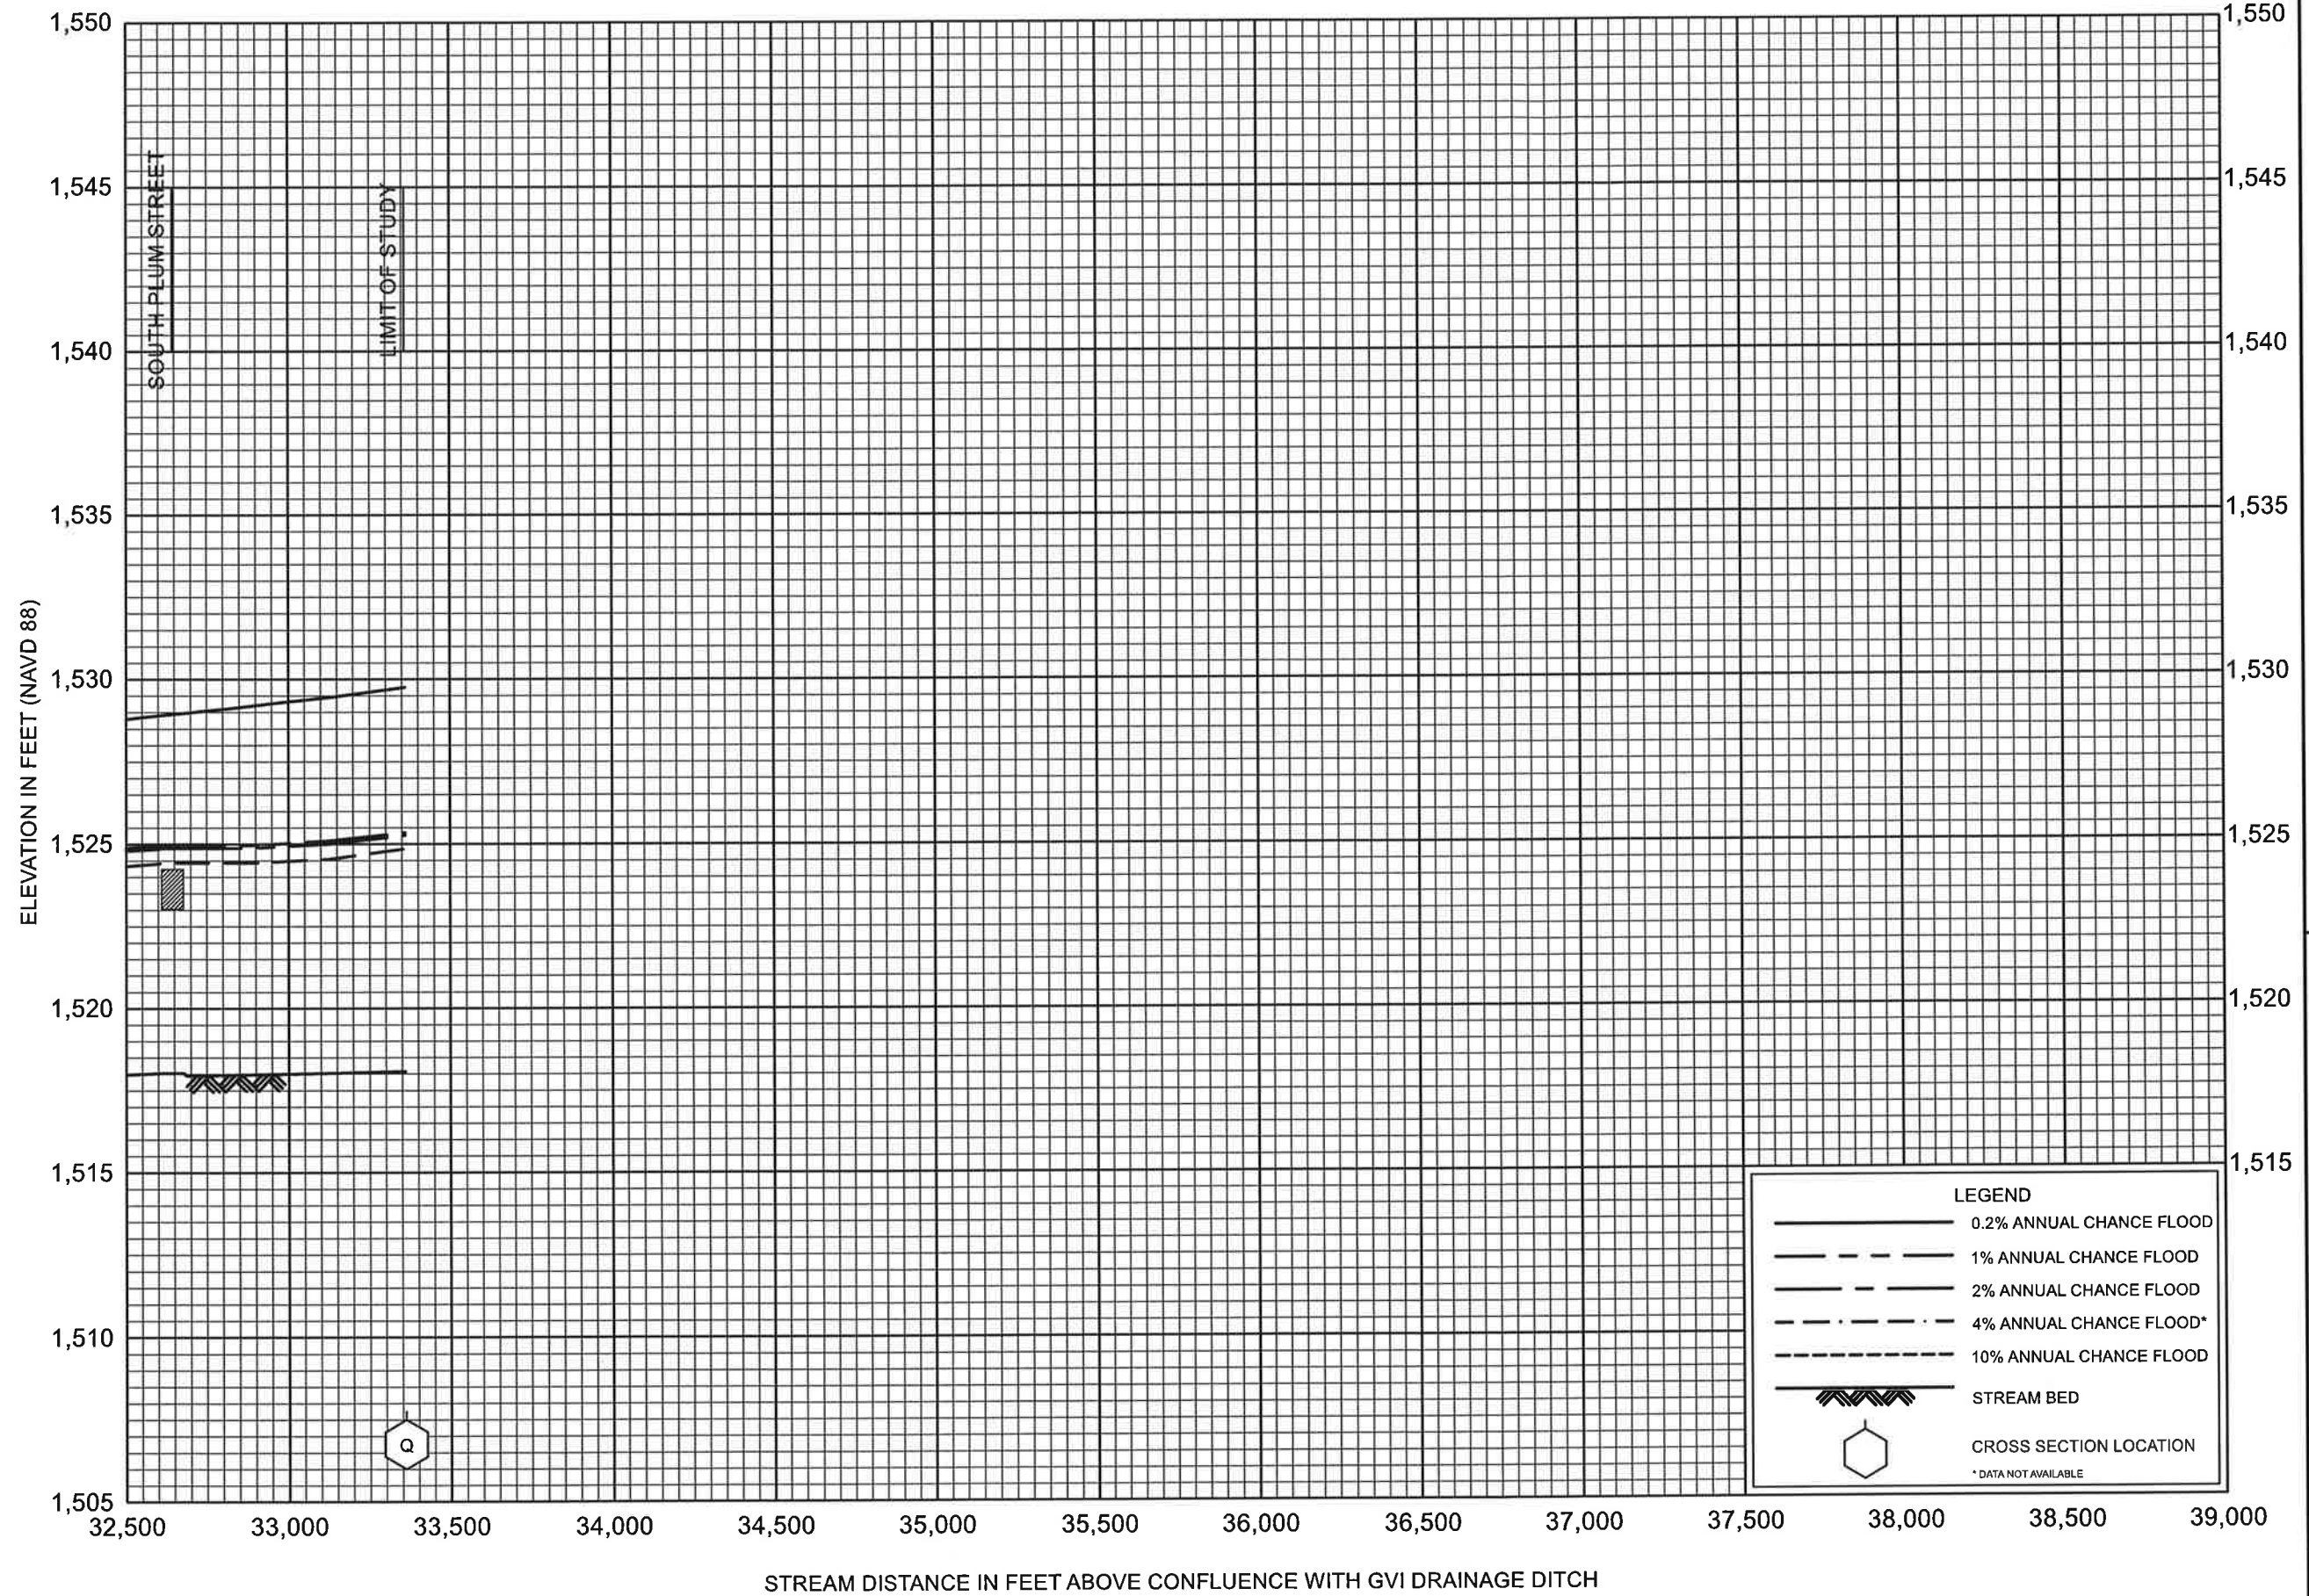 1,550
1,545
1,540
1,535
1,530
1,525
1,520
1,515
1,510
1,505
ELEVATION IN FEET (NAVD 88)
SOUTH PLUM STREET
LIMIT OF STUDY
1,550
1,545
1,540
1,535
1,530
1,525
1,520
1,515
Q
LEGEND
0.2% ANNUAL CHANCE FLOOD
1% ANNUAL CHANCE FLOOD
2% ANNUAL CHANCE FLOOD
4% ANNUAL CHANCE FLOOD*
10% ANNUAL CHANCE FLOOD
STREAM BED
CROSS SECTION LOCATION
* DATA NOT AVAILABLE
32,500 33,000 33,500 34,000 34,500 35,000 35,500 36,000 36,500 37,000 37,500 38,000 38,500 39,000
STREAM DISTANCE IN FEET ABOVE CONFLUENCE WITH GVI DRAINAGE DITCH